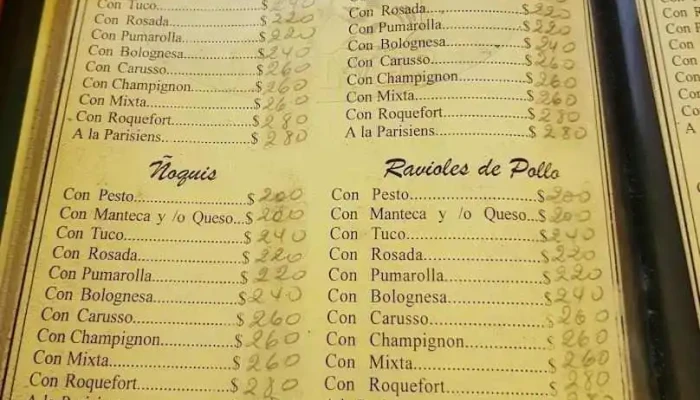 Con Tuco
Con Rosada $220
Con Pumarolla $220
Con Bolognesa $240
Con Carusso $260
Con Champignon $260
Con Mixta $260
Con Roquefort $280
A la Parisiens $280
Con Rosada $220
Con Pumarolla $220
Con Bolognesa $240
Con Carusso $260
Con Champignon $260
Con Mixta $260
Con Roquefort $280
A la Parisiens $280
Ñoquis
Con Pesto $200
Con Manteca y /o Queso...$200
Con Tuco $240
Con Rosada $220
Con Pumarolla $220
Con Bolognesa $240
Con Carusso $260
Con Champignon $260
Con Mixta $260
Con Roquefort $280
Ravioles de Pollo
Con Pesto $200
Con Manteca y /o Queso...$200
Con Tuco $240
Con Rosada $220
Con Pumarolla $220
Con Bolognesa $240
Con Carusso $260
Con Champignon $260
Con Mixta $260
Con Roquefort $280